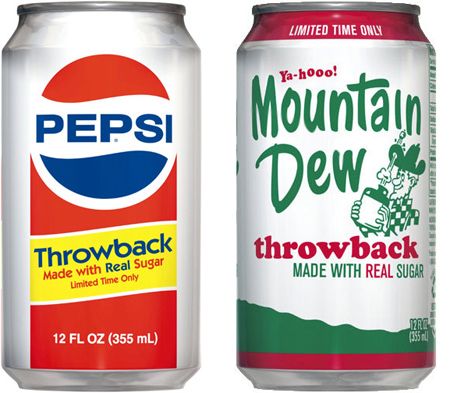 PEPSI
Throwback
Made with Real Sugar
Limited Time Only
12 FL OZ (355 mL)
LIMITED TIME ONLY
Ya-hooo!
Mountain
Dew
throwback
MADE WITH REAL SUGAR
12 FL OZ
(355 mL)